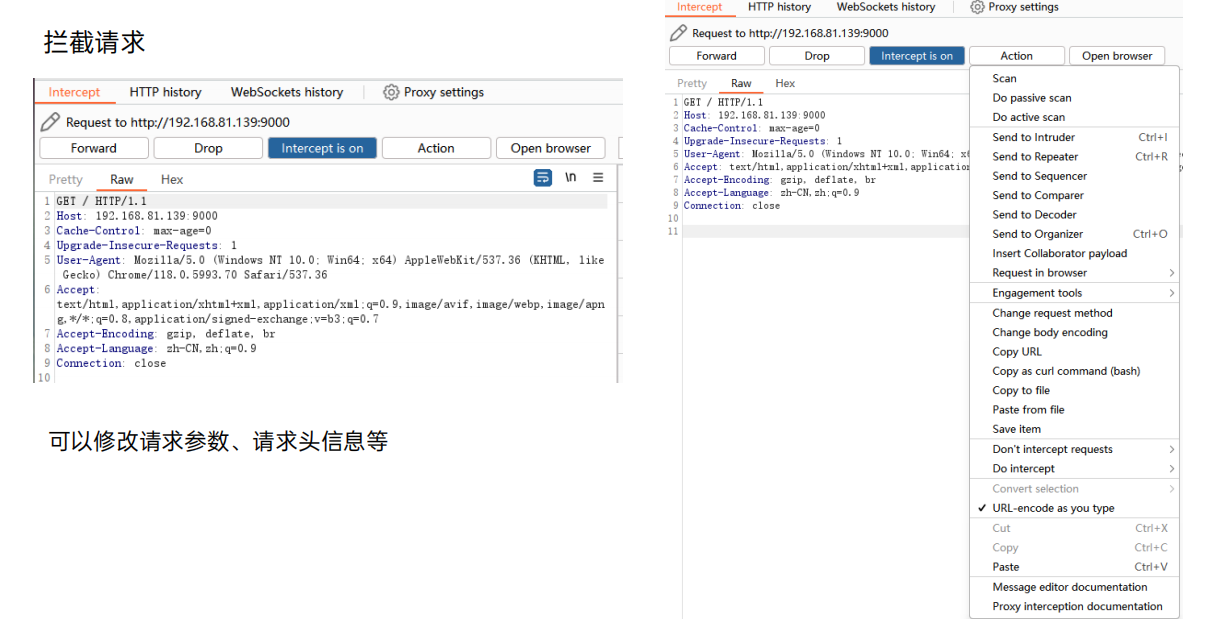 拦截请求
Intercept HTTP history WebSockets history Proxy settings
Request to http://192.168.81.139:9000
Forward Drop Intercept is on Action Open browser
Pretty Raw Hex \n
1 GET / HTTP/1.1
2 Host: 192.168.81.139:9000
3 Cache-Control: max-age=0
4 Upgrade-Insecure-Requests: 1
5 User-Agent: Mozilla/5.0 (Windows NT 10.0; Win64; x64) AppleWebKit/537.36 (KHTML, like
Gecko) Chrome/118.0.5993.70 Safari/537.36
6 Accept:
text/html,application/xhtml+xml,application/xml;q=0.9,image/avif,image/webp,image/apn
g,*/*;q=0.8,application/signed-exchange;v=b3;q=0.7
7 Accept-Encoding: gzip, deflate, br
8 Accept-Language: zh-CN,zh;q=0.9
9 Connection: close
10
可以修改请求参数、请求头信息等
Intercept HTTP history WebSockets history Proxy settings
Request to http://192.168.81.139:9000
Forward Drop Intercept is on Action Open browser
Pretty Raw Hex
1 GET / HTTP/1.1
2 Host: 192.168.81.139:9000
3 Cache-Control: max-age=0
4 Upgrade-Insecure-Requests: 1
5 User-Agent: Mozilla/5.0 (Windows NT 10.0; Win64; x6
6 Accept: text/html,application/xhtml+xml,application
7 Accept-Encoding: gzip, deflate, br
8 Accept-Language: zh-CN,zh;q=0.9
9 Connection: close
10
11
Scan
Do passive scan
Do active scan
Send to Intruder Ctrl+I
Send to Repeater Ctrl+R
Send to Sequencer
Send to Comparer
Send to Decoder
Send to Organizer Ctrl+O
Insert Collaborator payload
Request in browser
Engagement tools
Change request method
Change body encoding
Copy URL
Copy as curl command (bash)
Copy to file
Paste from file
Save item
Don't intercept requests
Do intercept
Convert selection
✓ URL-encode as you type
Cut Ctrl+X
Copy Ctrl+C
Paste Ctrl+V
Message editor documentation
Proxy interception documentation